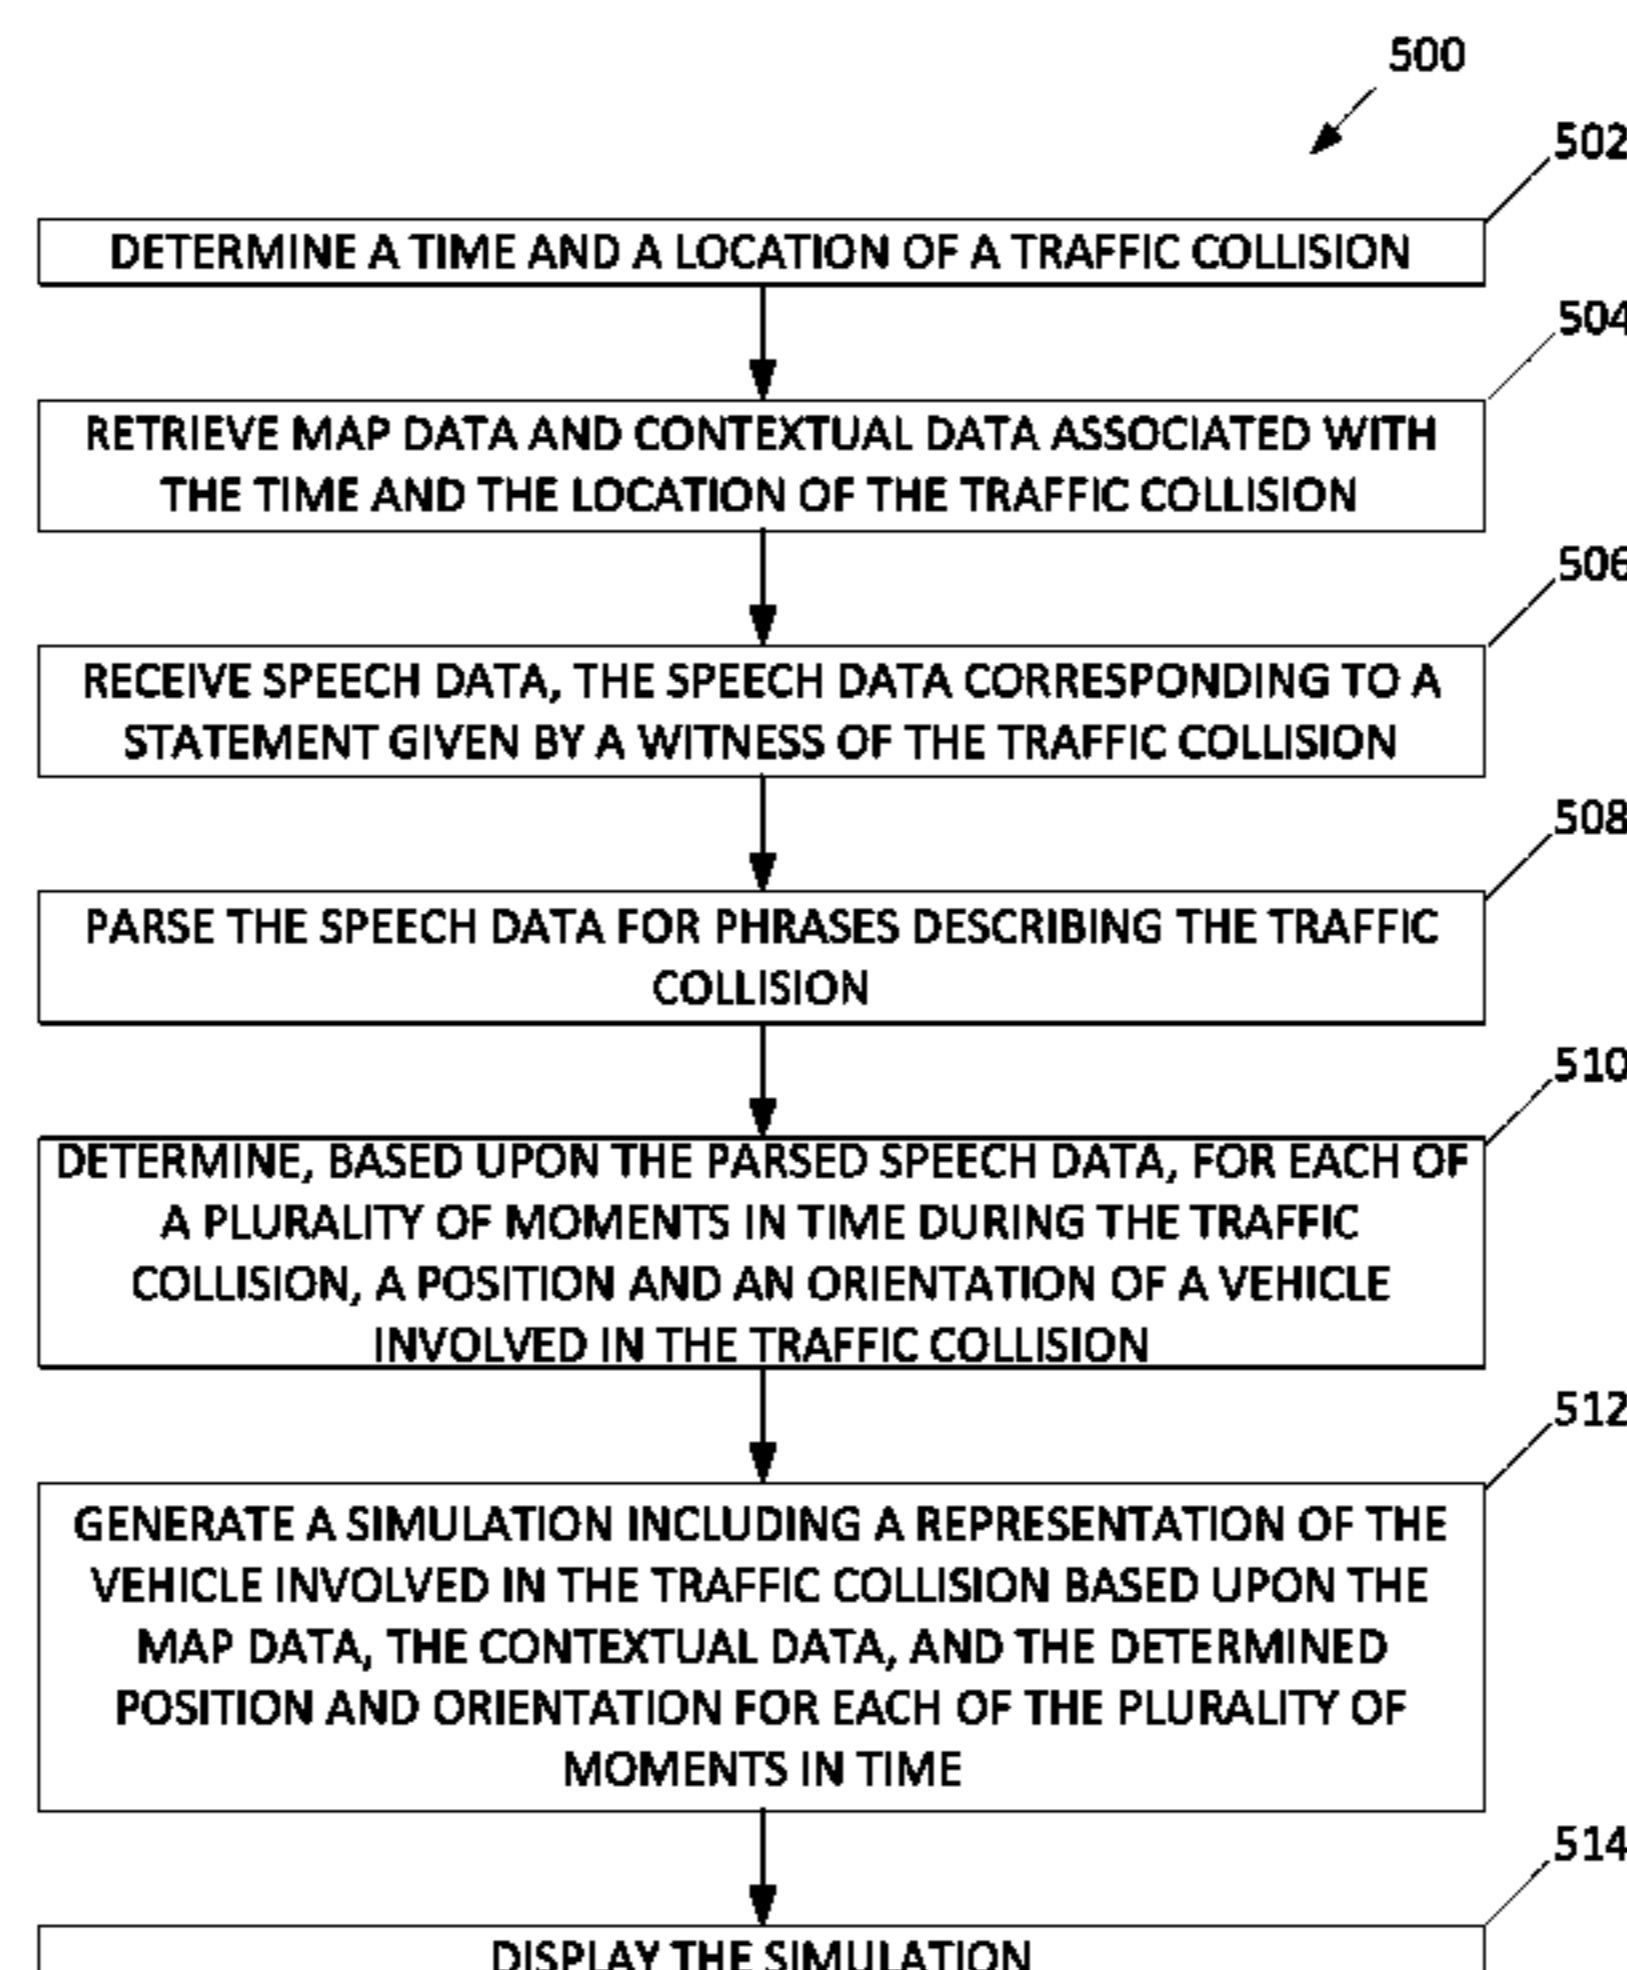 500
502
DETERMINE A TIME AND A LOCATION OF A TRAFFIC COLLISION
504
RETRIEVE MAP DATA AND CONTEXTUAL DATA ASSOCIATED WITH
THE TIME AND THE LOCATION OF THE TRAFFIC COLLISION
506
RECEIVE SPEECH DATA, THE SPEECH DATA CORRESPONDING TO A
STATEMENT GIVEN BY A WITNESS OF THE TRAFFIC COLLISION
508
PARSE THE SPEECH DATA FOR PHRASES DESCRIBING THE TRAFFIC
COLLISION
510
DETERMINE, BASED UPON THE PARSED SPEECH DATA, FOR EACH OF
A PLURALITY OF MOMENTS IN TIME DURING THE TRAFFIC
COLLISION, A POSITION AND AN ORIENTATION OF A VEHICLE
INVOLVED IN THE TRAFFIC COLLISION
512
GENERATE A SIMULATION INCLUDING A REPRESENTATION OF THE
VEHICLE INVOLVED IN THE TRAFFIC COLLISION BASED UPON THE
MAP DATA, THE CONTEXTUAL DATA, AND THE DETERMINED
POSITION AND ORIENTATION FOR EACH OF THE PLURALITY OF
MOMENTS IN TIME
514
DISPLAY THE SIMULATION